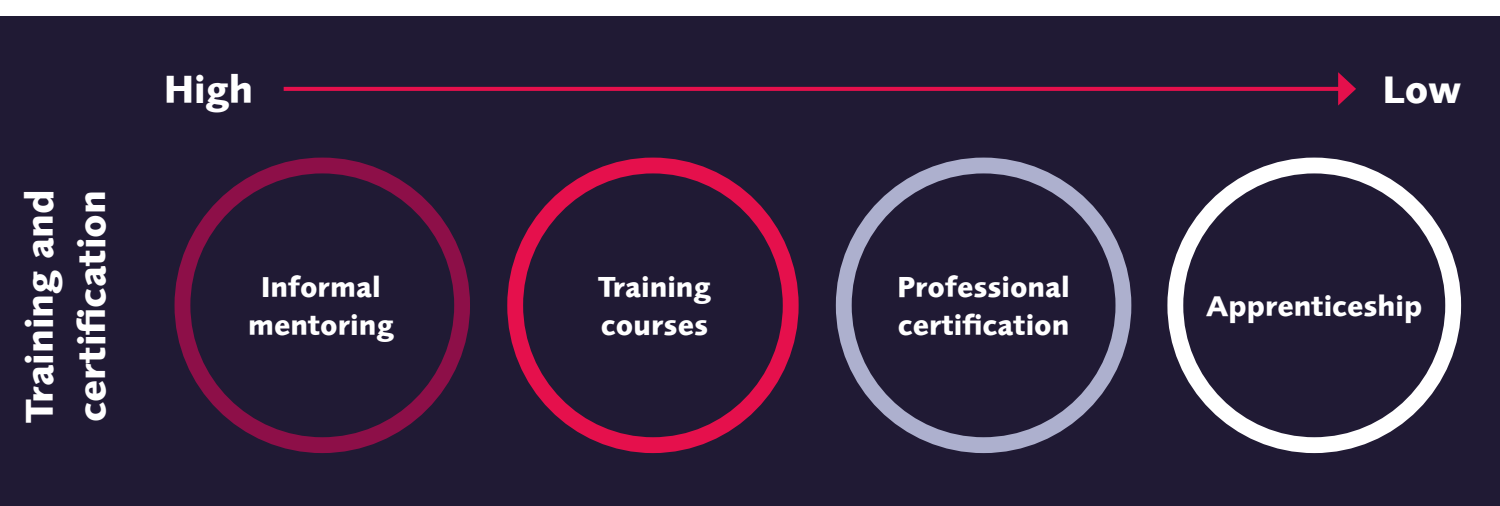 High
Low
Training and
certification
Informal
mentoring
Training
courses
Professional
certification
Apprenticeship